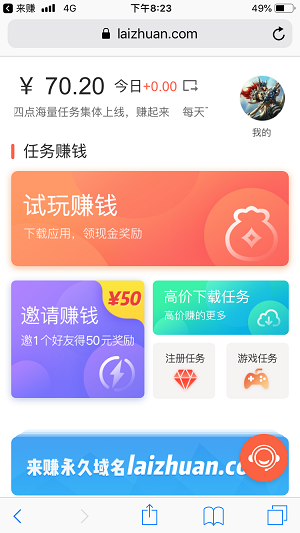 来赚 4G 下午8:23 49%
laizhuan.com
¥ 70.20 今日+0.00
四点海量任务集体上线，赚起来 每天
我的
任务赚钱
试玩赚钱
下载应用，领现金奖励
¥50
邀请赚钱
邀1个好友得50元奖励
高价下载任务
高价赚的更多
注册任务
游戏任务
来赚永久域名laizhuan.co